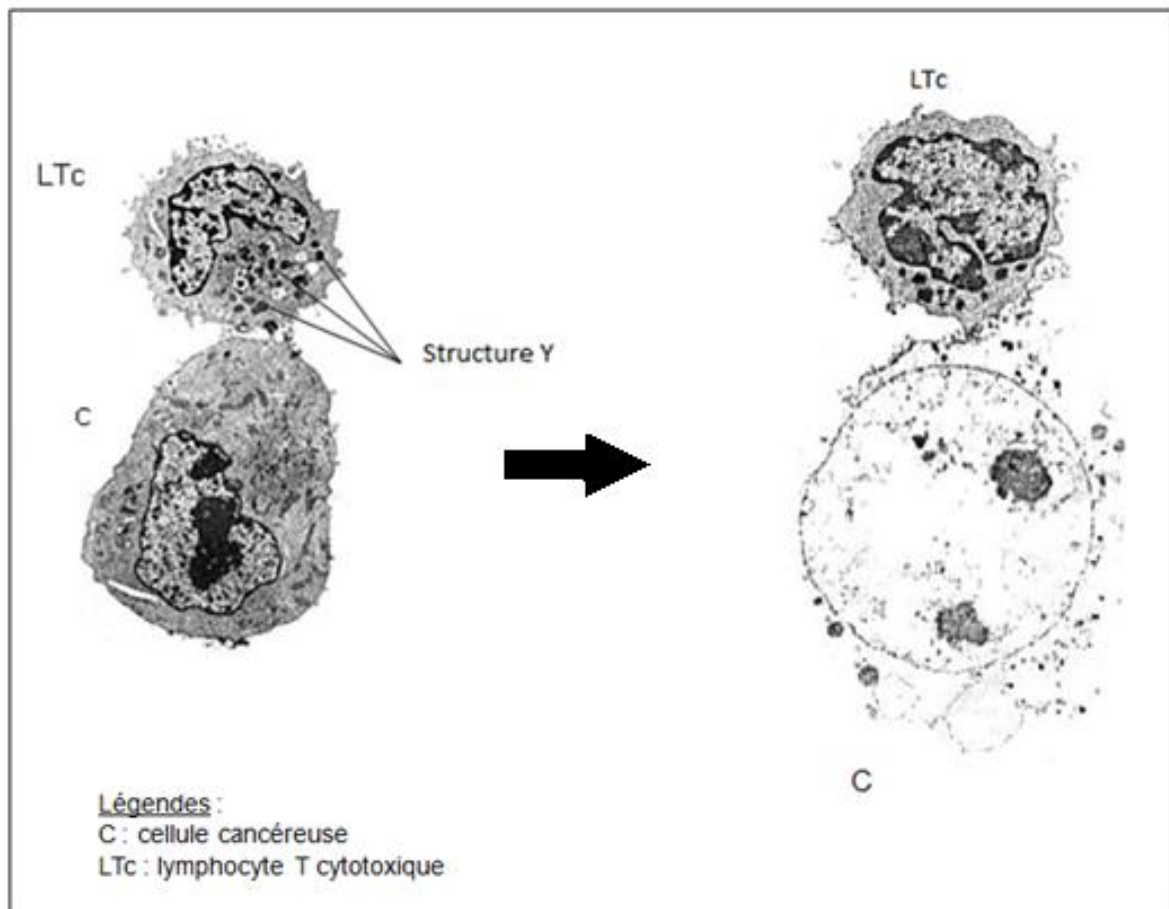 LTc
LTc
Structure Y
C
C
Légendes :
C : cellule cancéreuse
LTc : lymphocyte T cytotoxique